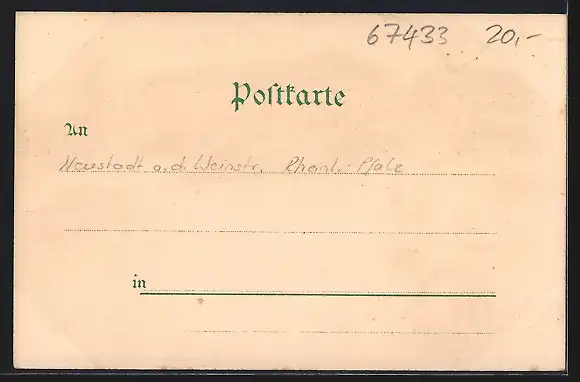 67433 20,-
Postkarte
An
Neustadt a. d. Weinstr. Rheinl.-Pfalz
in